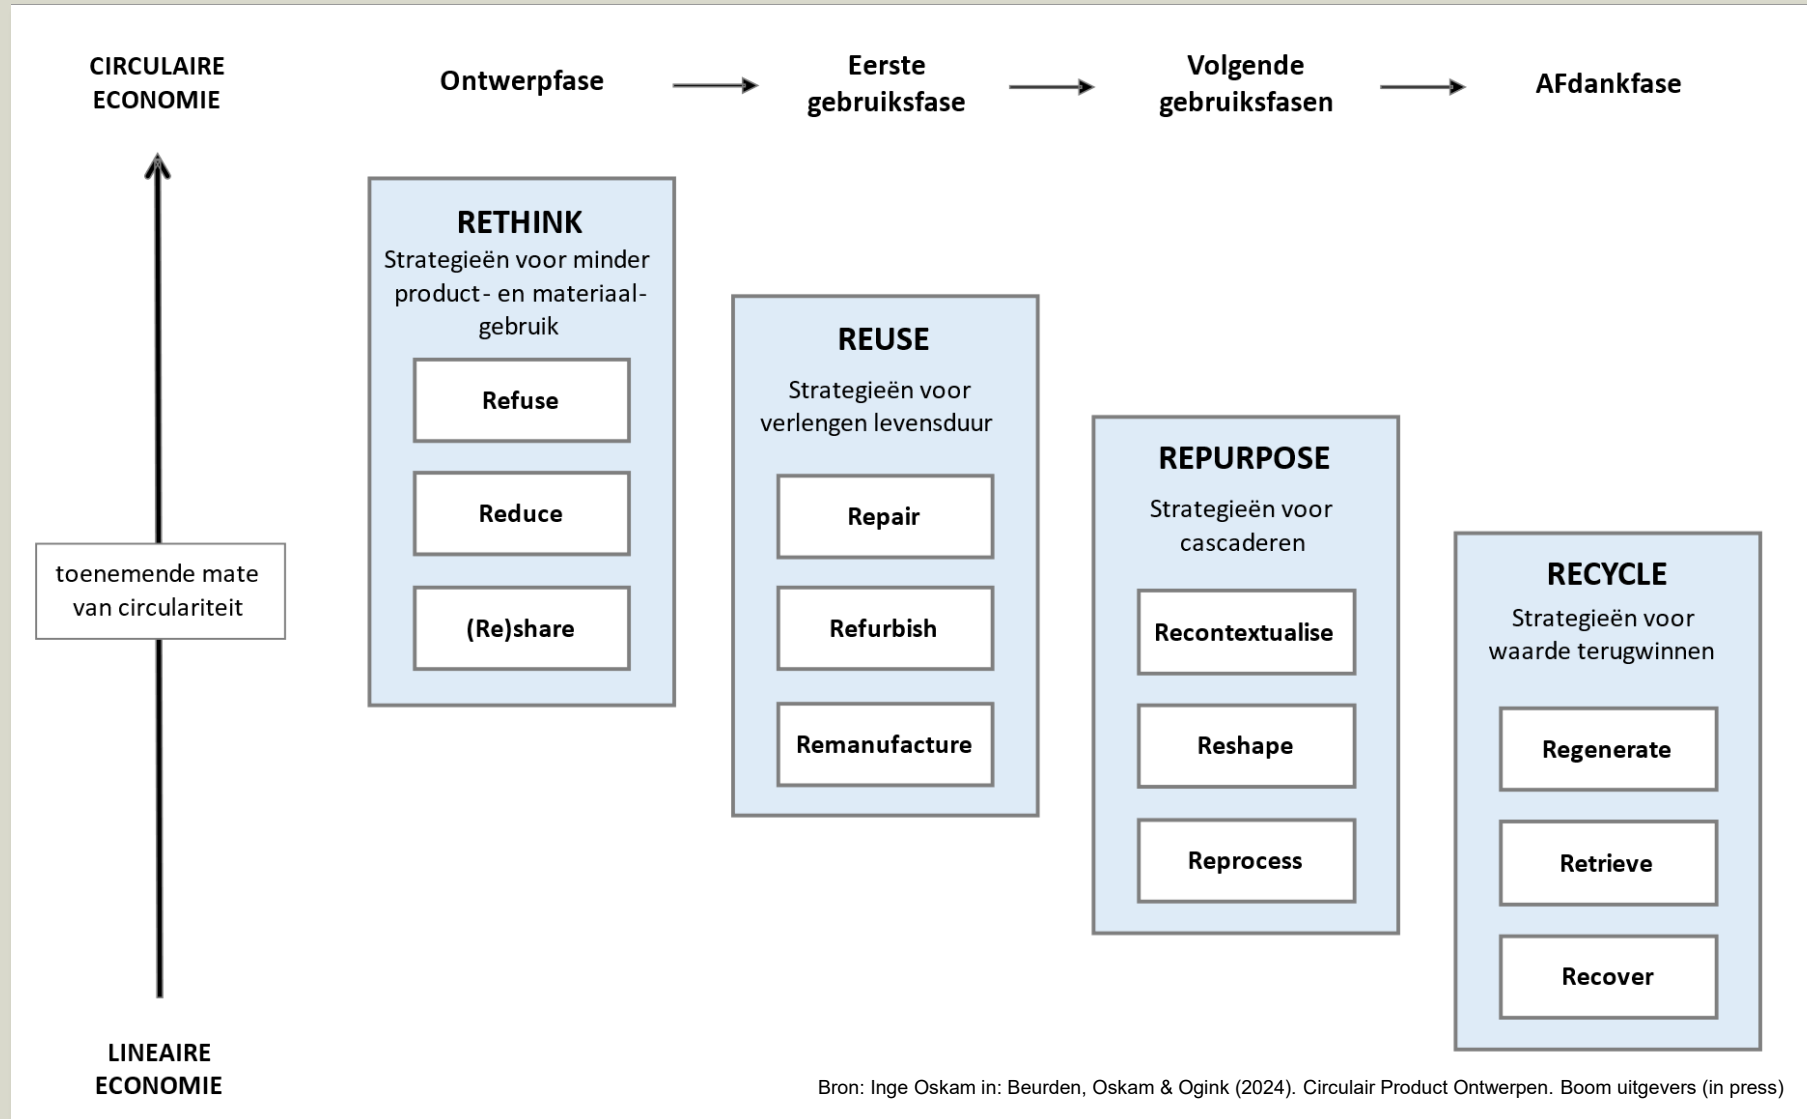 CIRCULAIRE
ECONOMIE
Ontwerpfase
Eerste
gebruiksfase
Volgende
gebruiksfasen
AFdankfase
toenemende mate
van circulariteit
LINEAIRE
ECONOMIE
RETHINK
Strategieën voor minder
product- en materiaal-
gebruik
Refuse
Reduce
(Re)share
REUSE
Strategieën voor
verlengen levensduur
Repair
Refurbish
Remanufacture
REPURPOSE
Strategieën voor
cascaderen
Recontextualise
Reshape
Reprocess
RECYCLE
Strategieën voor
waarde terugwinnen
Regenerate
Retrieve
Recover
Bron: Inge Oskam in: Beurden, Oskam & Ogink (2024). Circulair Product Ontwerpen. Boom uitgevers (in press)